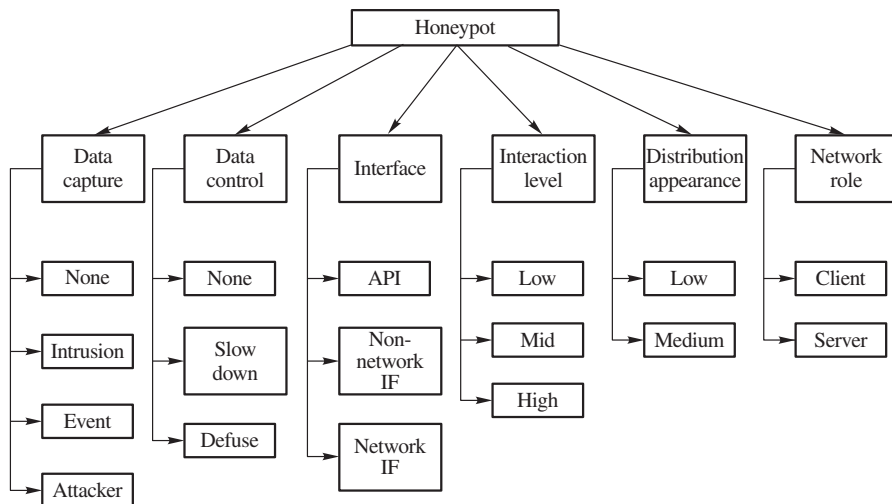 Honeypot
Data
capture
Data
control
Interface
Interaction
level
Distribution
appearance
Network
role
None
Intrusion
Event
Attacker
None
Slow
down
Defuse
API
Non-
network
IF
Network
IF
Low
Mid
High
Low
Medium
Client
Server